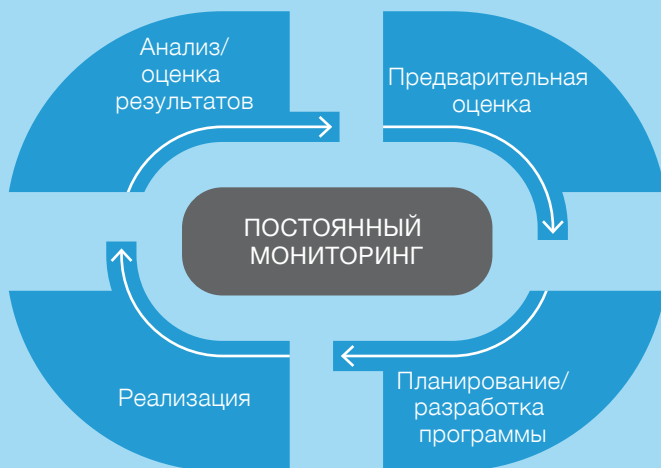 Анализ/
оценка
результатов
Предварительная
оценка
ПОСТОЯННЫЙ
МОНИТОРИНГ
Реализация
Планирование/
разработка
программы